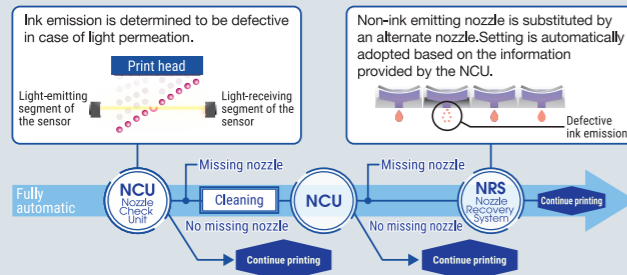 Ink emission is determined to be defective
in case of light permeation.
Print head
Light-emitting
segment of
the sensor
Light-receiving
segment of the
sensor
Non-ink emitting nozzle is substituted by
an alternate nozzle.Setting is automatically
adopted based on the information
provided by the NCU.
Defective
ink emission
Fully
automatic
NCU
Nozzle
Check
Unit
Missing nozzle
Cleaning
No missing nozzle
Continue printing
NCU
Missing nozzle
No missing nozzle
Continue printing
NRS
Nozzle
Recovery
System
Continue printing